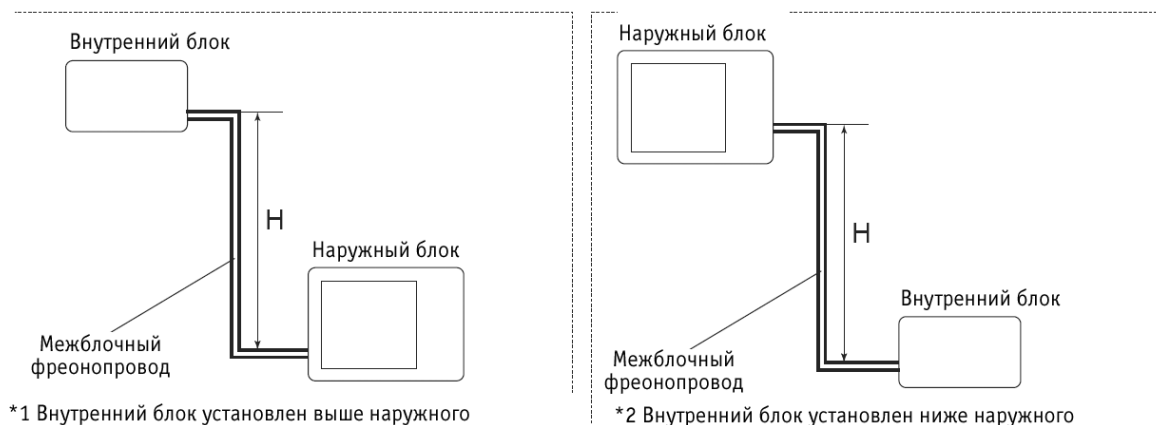 Внутренний блок
H
Наружный блок
Межблочный
фреонопровод
*1 Внутренний блок установлен выше наружного
Наружный блок
H
Внутренний блок
Межблочный
фреонопровод
*2 Внутренний блок установлен ниже наружного